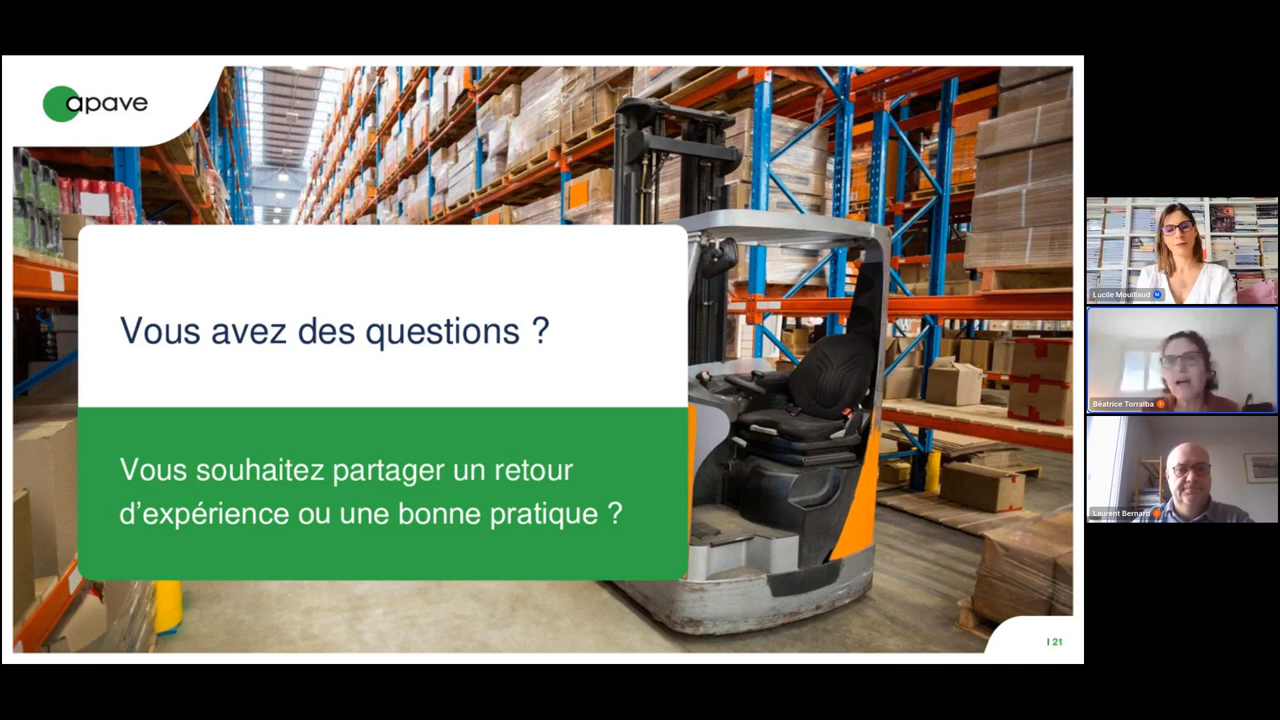 apave
Vous avez des questions ?
Vous souhaitez partager un retour
d'expérience ou une bonne pratique ?
I 21
Lucile Mouillaud M
Béatrice Torralba I
Laurent Bernard I